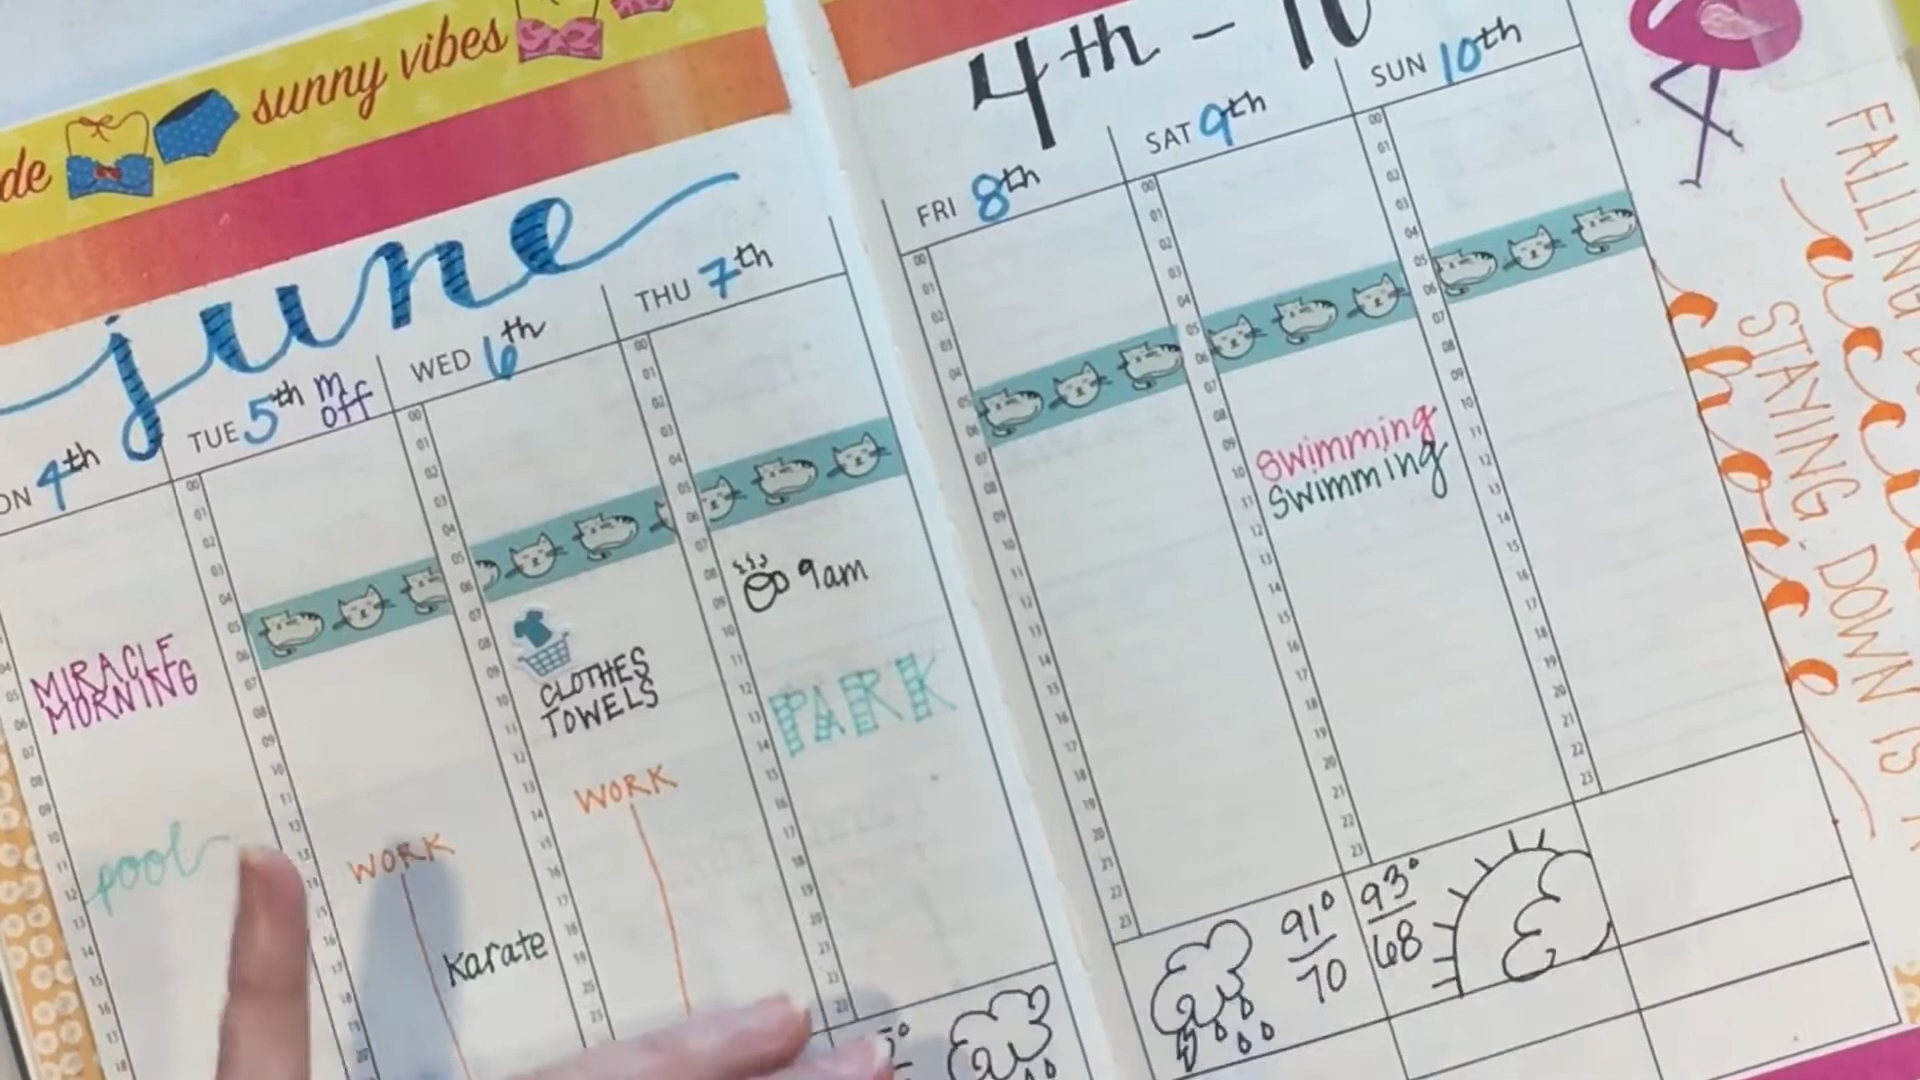 de sunny vibes
4th - 10
june
ON 4th
TUE 5th
m
off
WED 6th
THU 7th
FRI 8th
SAT 9th
SUN 10th
MIRACLE
MORNING
pool
WORK
Karate
CLOTHES
TOWELS
WORK
9am
PARK
swimming
swimming
91°
70
93°
68
FALLING
STAYING DOWN IS
choice